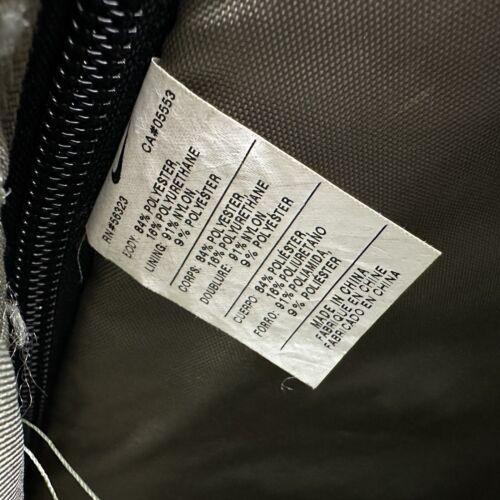 RN#56323 CA#05553
BODY: 84% POLYESTER,
16% POLYURETHANE
LINING: 91% NYLON,
9% POLYESTER
CORPS: 84% POLYESTER,
16% POLYURETHANE
DOUBLURE: 91% NYLON,
9% POLYESTER
CUERPO: 84% POLIÉSTER,
16% POLIURETANO
FORRO: 91% POLIAMIDA,
9% POLIÉSTER
MADE IN CHINA
FABRIQUÉ EN CHINE
FABRICADO EN CHINA